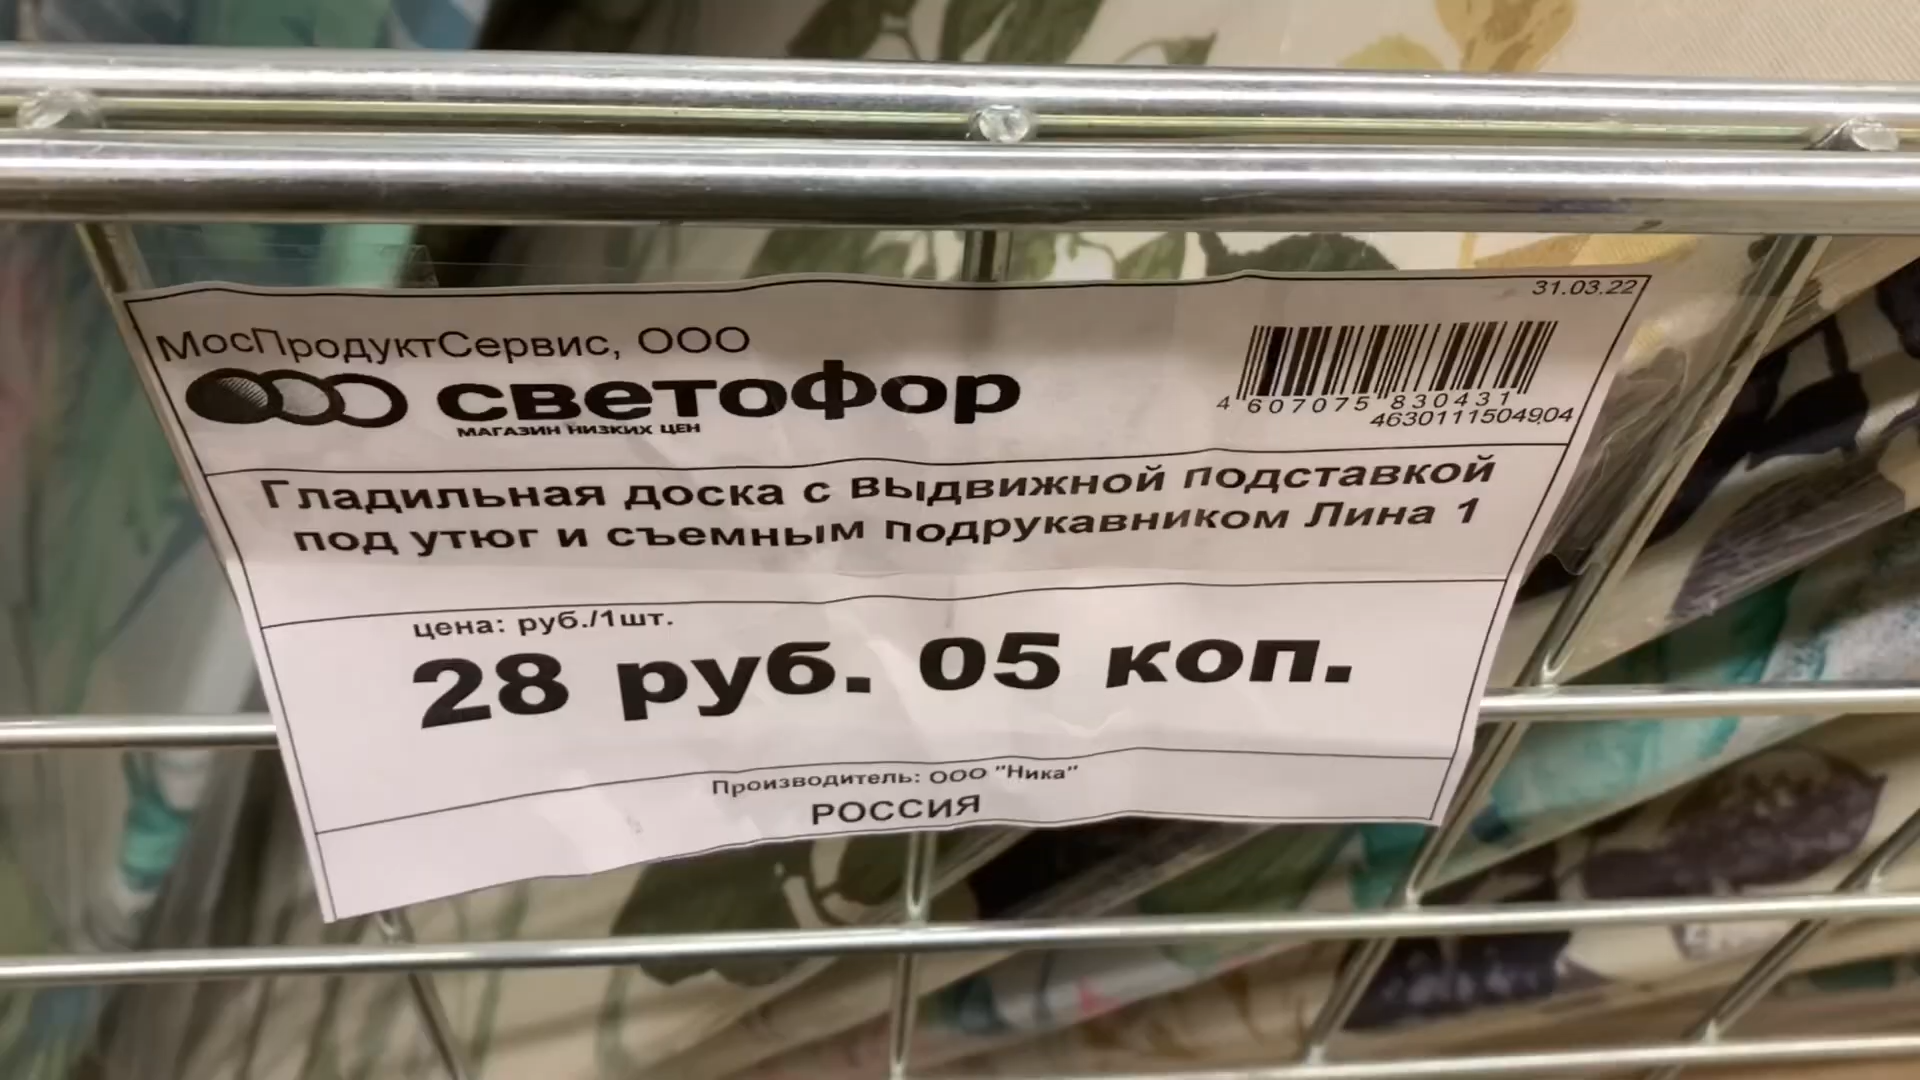 31.03.22
МосПродуктСервис, ООО
светофор
МАГАЗИН НИЗКИХ ЦЕН
4 607075 830431
4630111504904
Гладильная доска с выдвижной подставкой
под утюг и съемным подрукавником Лина 1
цена: руб./1шт.
28 руб. 05 коп.
Производитель: ООО "Ника"
РОССИЯ